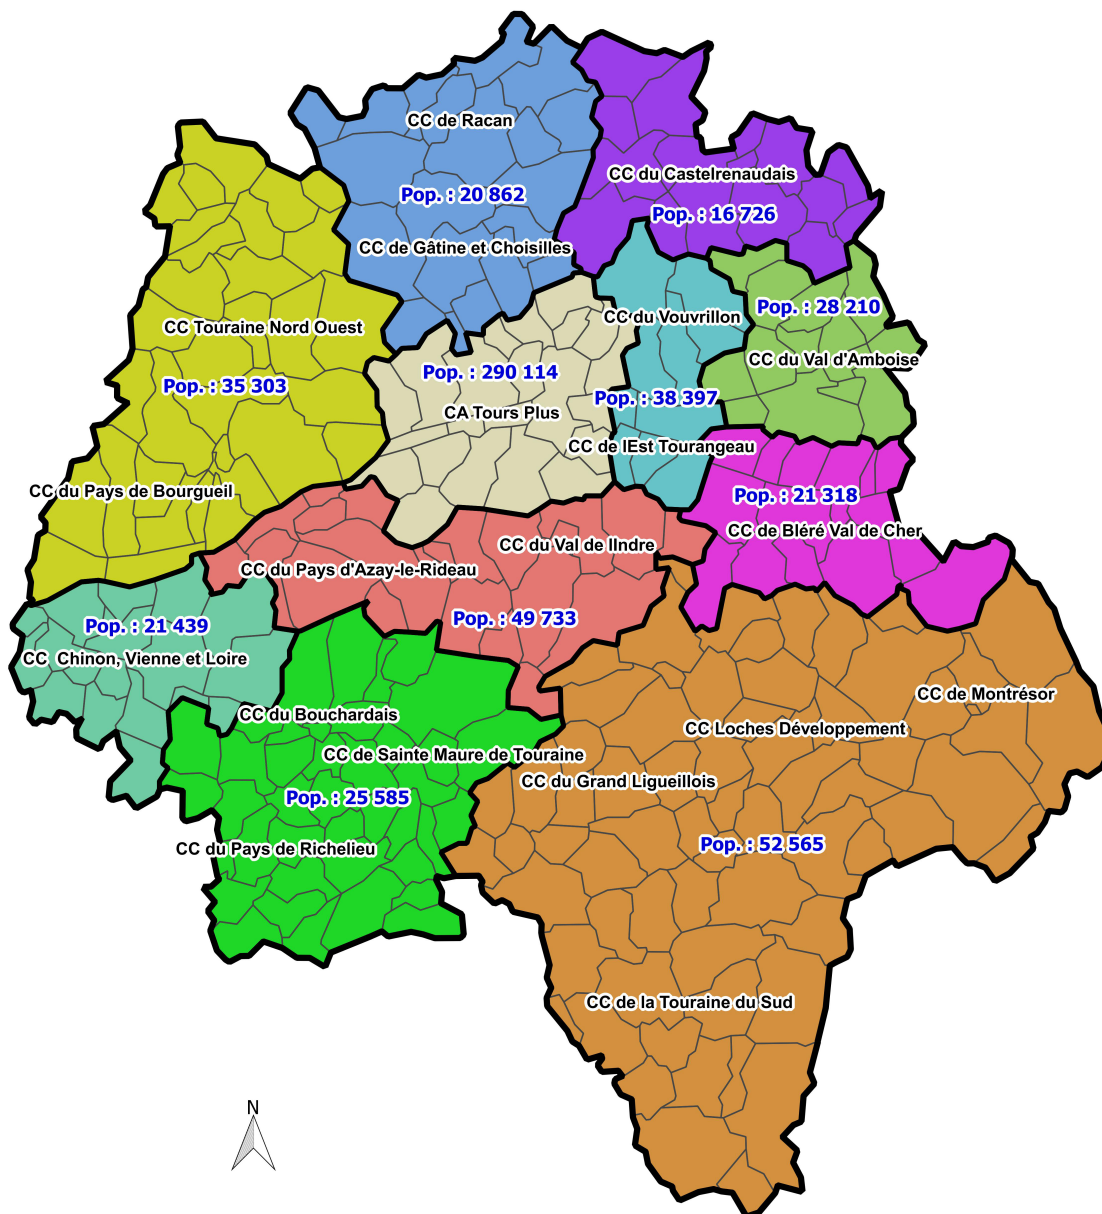 CC de Racan
CC du Castelrenaudais
Pop. : 20 862
Pop. : 16 726
CC de Gâtine et Choisilles
Pop. : 28 210
CC du Vouvrillon
CC Touraine Nord Ouest
CC du Val d'Amboise
Pop. : 290 114
Pop. : 35 303
Pop. : 38 397
CA Tours Plus
CC de lEst Tourangeau
CC du Pays de Bourgueil
Pop. : 21 318
CC de Bléré Val de Cher
CC du Val de lIndre
CC du Pays d'Azay-le-Rideau
Pop. : 49 733
Pop. : 21 439
CC Chinon, Vienne et Loire
CC de Montrésor
CC du Bouchardais
CC Loches Développement
CC de Sainte Maure de Touraine
CC du Grand Ligueillois
Pop. : 25 585
Pop. : 52 565
CC du Pays de Richelieu
CC de la Touraine du Sud
N